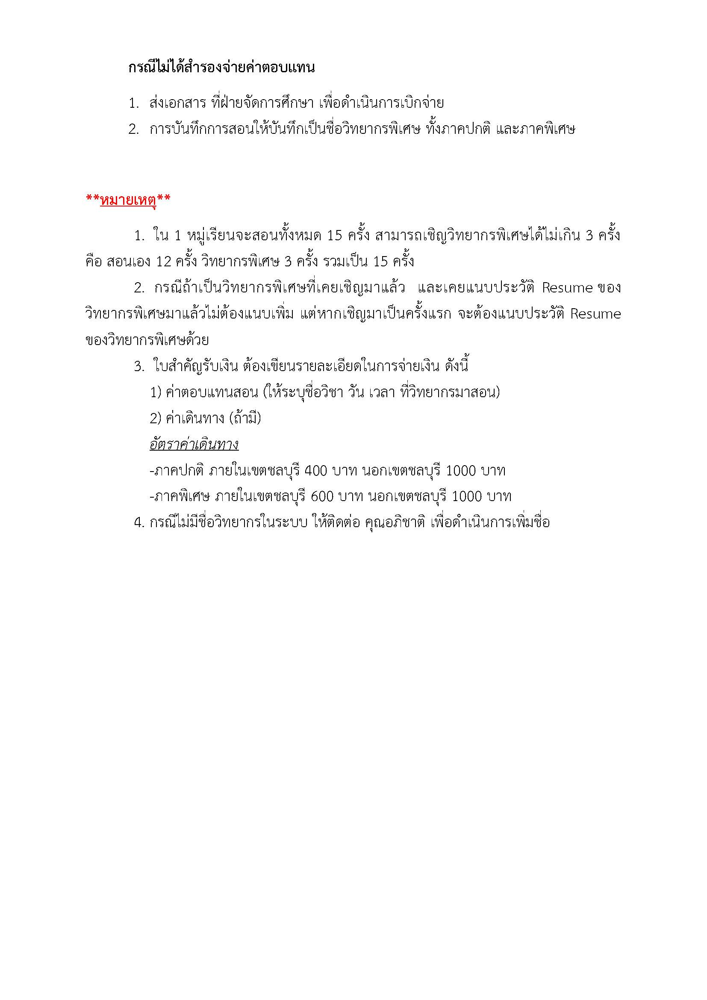 กรณีไม่ได้สำรองจ่ายค่าตอบแทน
1. ส่งเอกสาร ที่ฝ่ายจัดการศึกษา เพื่อดำเนินการเบิกจ่าย
2. การบันทึกการสอนให้บันทึกเป็นชื่อวิทยากรพิเศษ ทั้งภาคปกติ และภาคพิเศษ
**หมายเหตุ**
1. ใน 1 หมู่เรียนจะสอนทั้งหมด 15 ครั้ง สามารถเชิญวิทยากรพิเศษได้ไม่เกิน 3 ครั้ง
คือ สอนเอง 12 ครั้ง วิทยากรพิเศษ 3 ครั้ง รวมเป็น 15 ครั้ง
2. กรณีถ้าเป็นวิทยากรพิเศษที่เคยเชิญมาแล้ว และเคยแนบประวัติ Resume ของ
วิทยากรพิเศษมาแล้วไม่ต้องแนบเพิ่ม แต่หากเชิญมาเป็นครั้งแรก จะต้องแนบประวัติ Resume
ของวิทยากรพิเศษด้วย
3. ใบสำคัญรับเงิน ต้องเขียนรายละเอียดในการจ่ายเงิน ดังนี้
1) ค่าตอบแทนสอน (ให้ระบุชื่อวิชา วัน เวลา ที่วิทยากรมาสอน)
2) ค่าเดินทาง (ถ้ามี)
อัตราค่าเดินทาง
-ภาคปกติ ภายในเขตชลบุรี 400 บาท นอกเขตชลบุรี 1000 บาท
-ภาคพิเศษ ภายในเขตชลบุรี 600 บาท นอกเขตชลบุรี 1000 บาท
4. กรณีไม่มีชื่อวิทยากรในระบบ ให้ติดต่อ คุณอภิชาติ เพื่อดำเนินการเพิ่มชื่อ